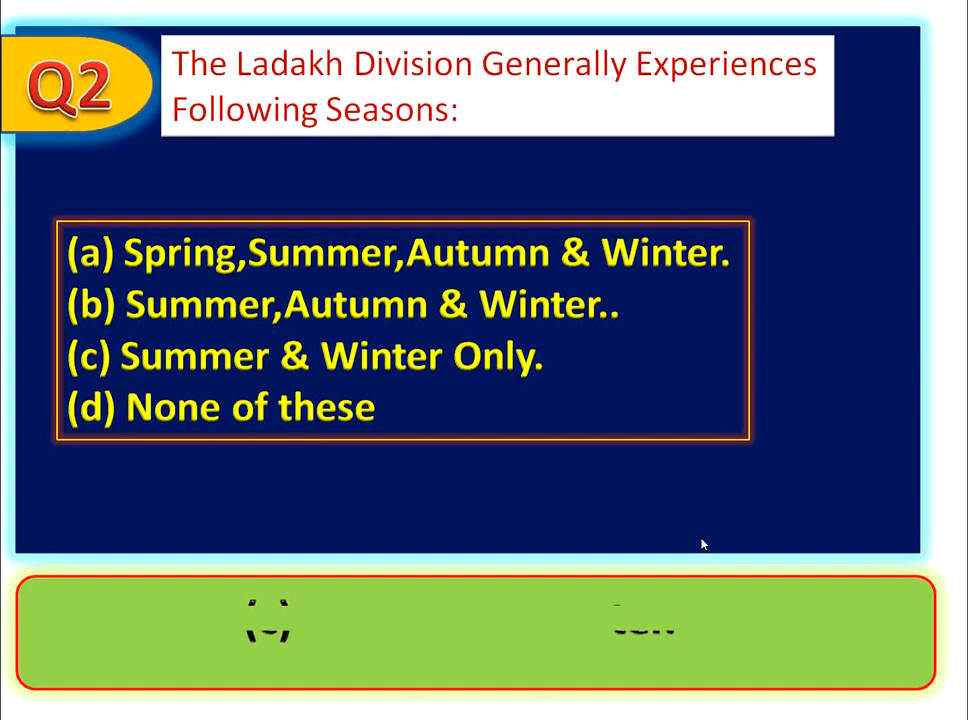 Q2
The Ladakh Division Generally Experiences
Following Seasons:
(a) Spring,Summer,Autumn & Winter.
(b) Summer,Autumn & Winter..
(c) Summer & Winter Only.
(d) None of these